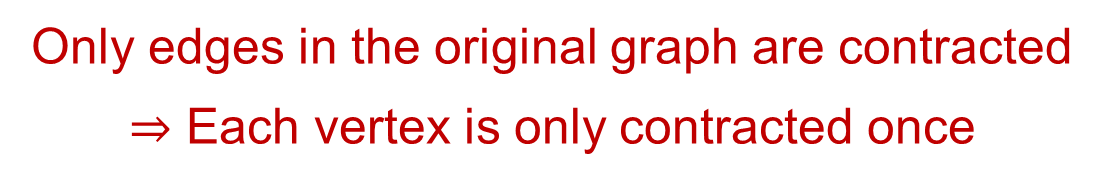 Only edges in the original graph are contracted
⇒ Each vertex is only contracted once